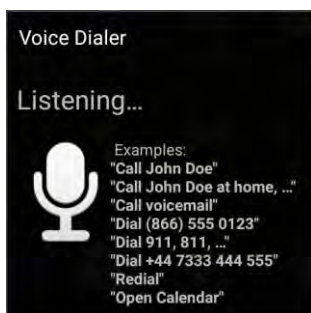 Voice Dialer
Listening...
Examples:
"Call John Doe"
"Call John Doe at home, ..."
"Call voicemail"
"Dial (866) 555 0123"
"Dial 911, 811, ..."
"Dial +44 7333 444 555"
"Redial"
"Open Calendar"